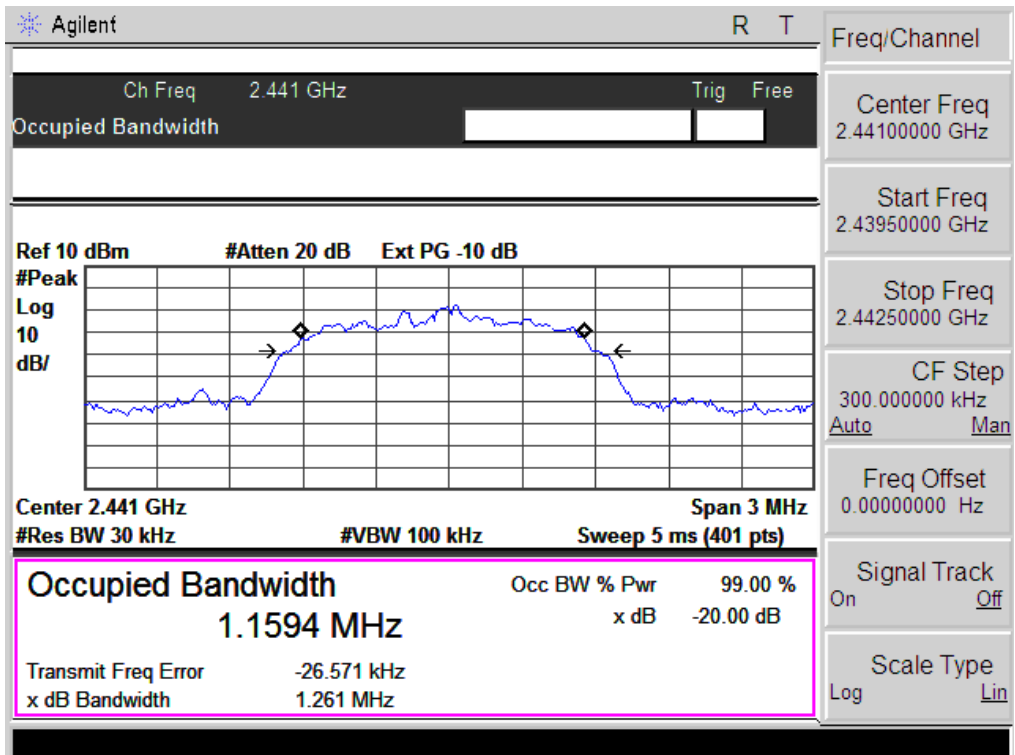 Agilent R T
Ch Freq 2.441 GHz Trig Free
Occupied Bandwidth
Ref 10 dBm #Atten 20 dB Ext PG -10 dB
#Peak
Log
10
dB/
Center 2.441 GHz Span 3 MHz
#Res BW 30 kHz #VBW 100 kHz Sweep 5 ms (401 pts)
Occupied Bandwidth Occ BW % Pwr 99.00 %
1.1594 MHz x dB -20.00 dB
Transmit Freq Error -26.571 kHz
x dB Bandwidth 1.261 MHz
Freq/Channel
Center Freq
2.44100000 GHz
Start Freq
2.43950000 GHz
Stop Freq
2.44250000 GHz
CF Step
300.000000 kHz
Auto Man
Freq Offset
0.00000000 Hz
Signal Track
On Off
Scale Type
Log Lin